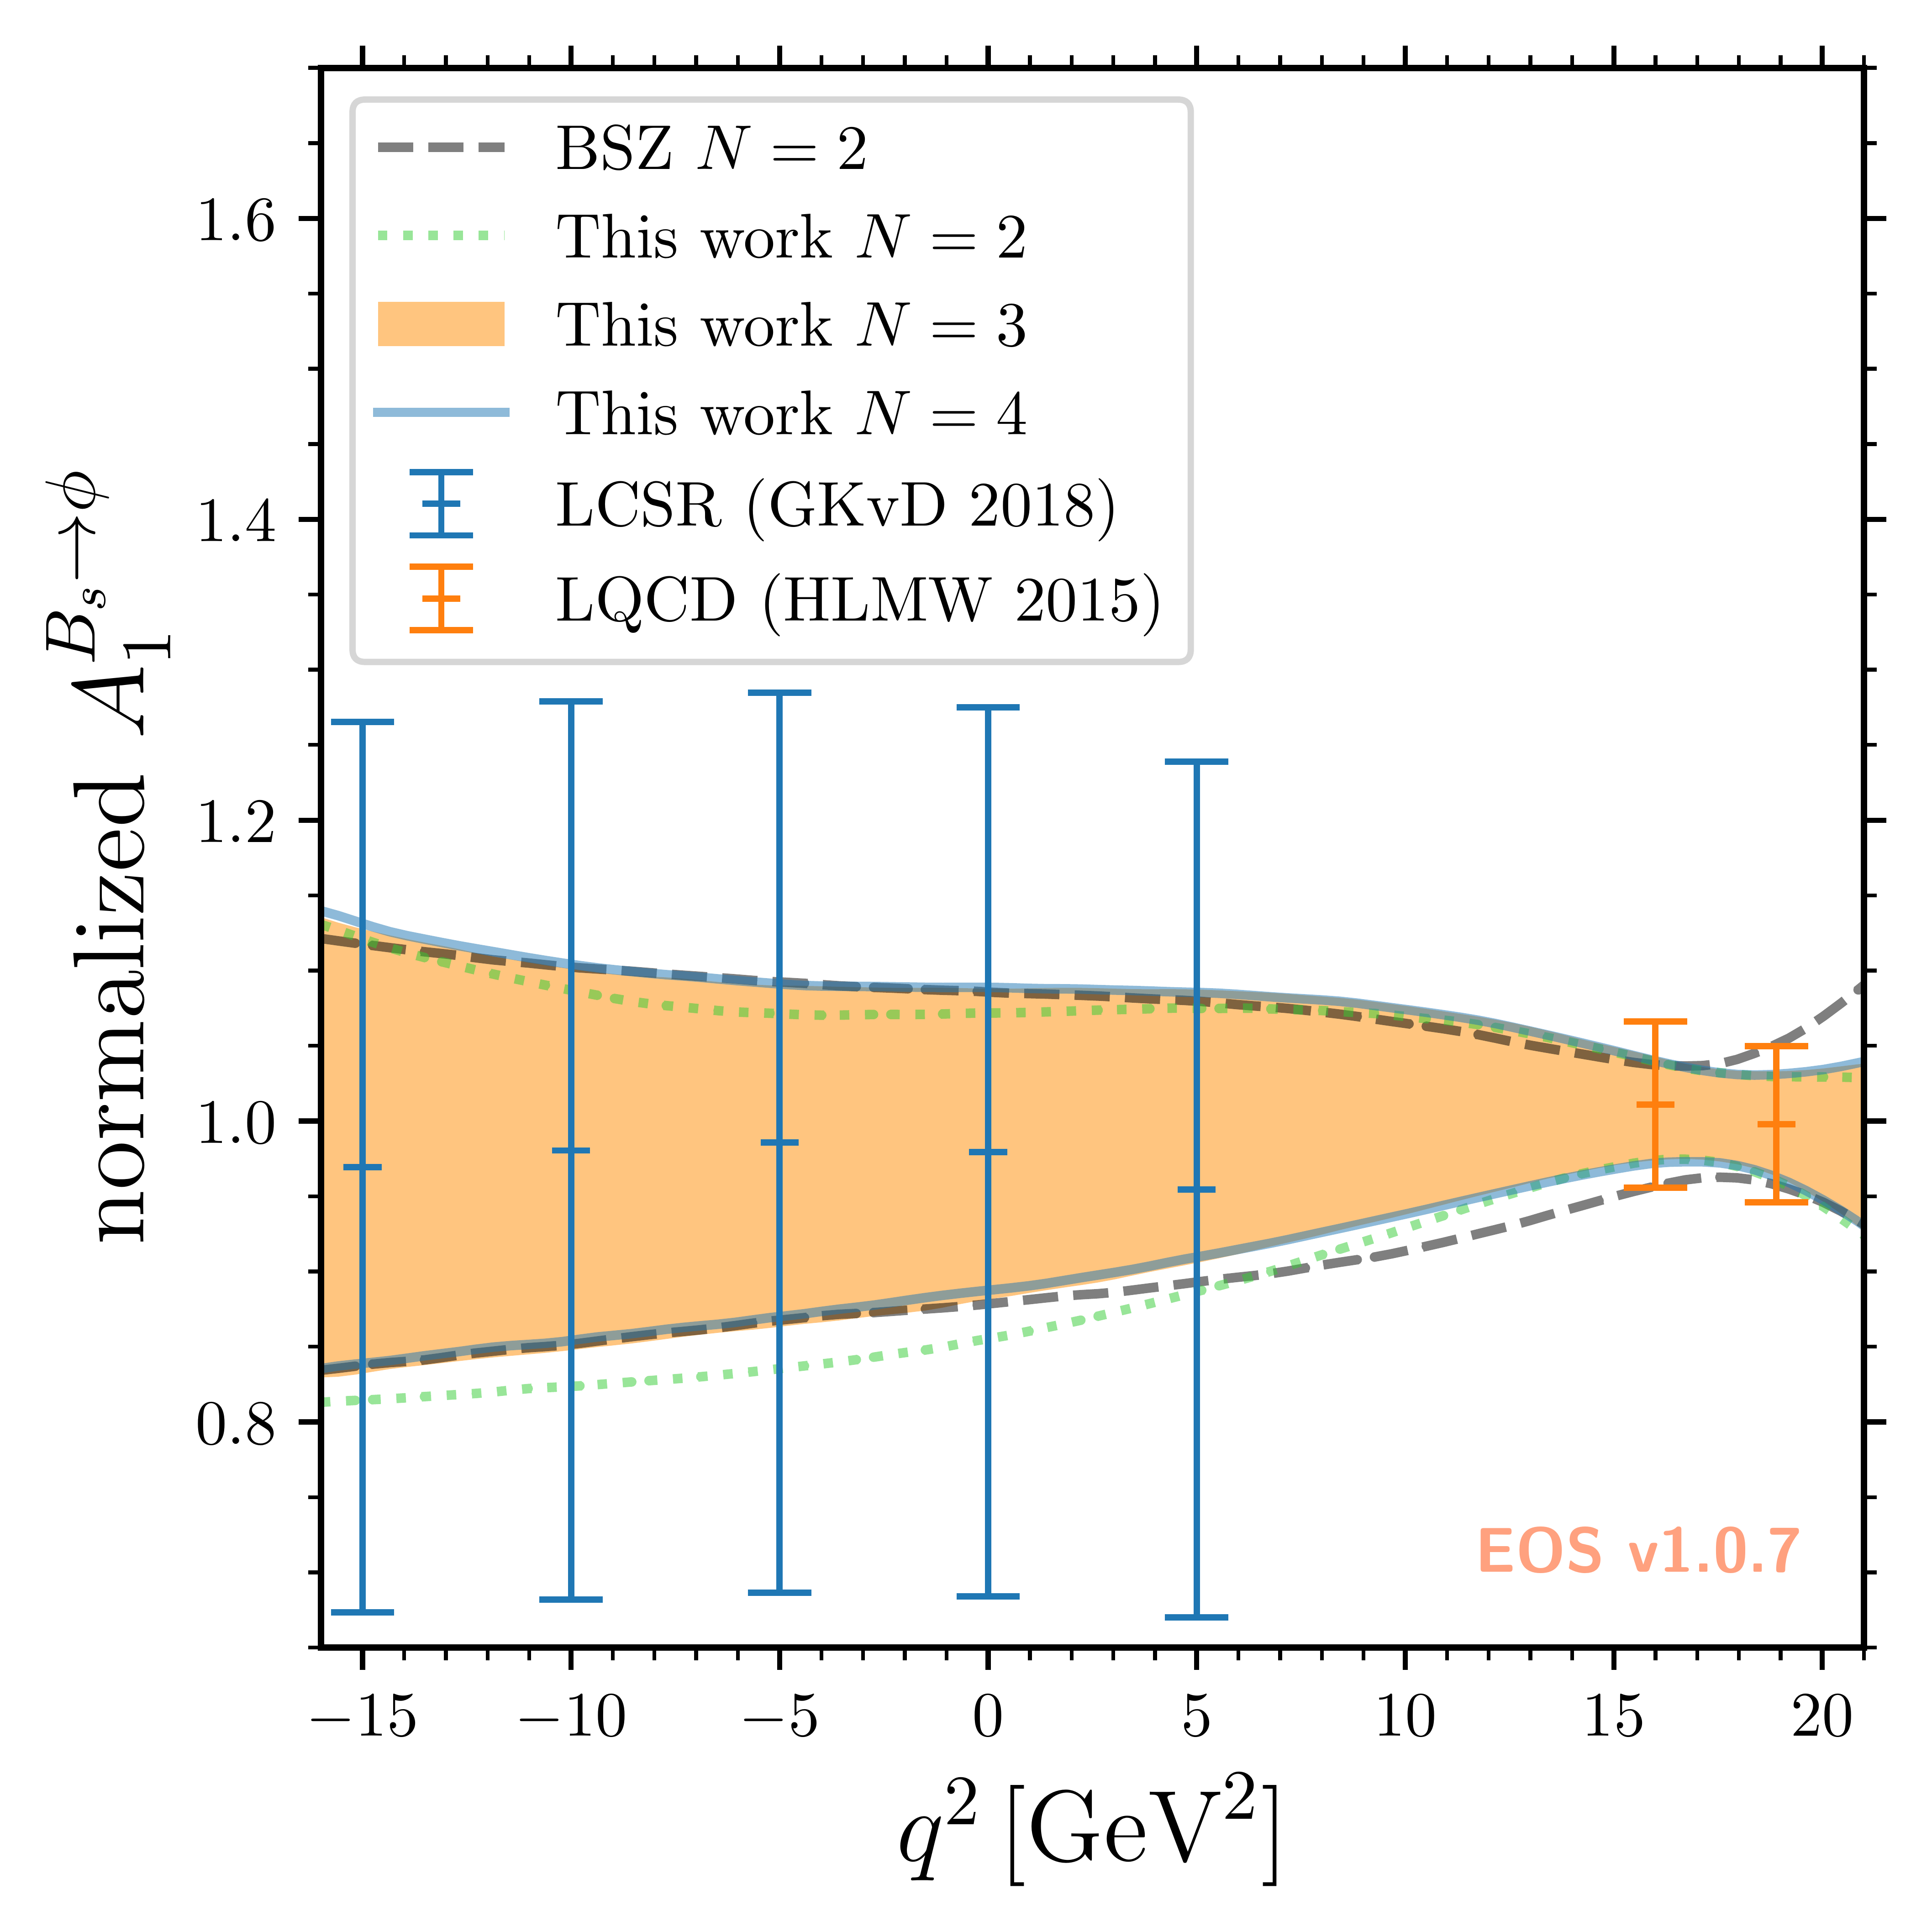 BSZ N = 2
This work N = 2
This work N = 3
This work N = 4
LCSR (GKvD 2018)
LQCD (HLMW 2015)
normalized A₁^{B_s→ϕ}
1.6
1.4
1.2
1.0
0.8
EOS v1.0.7
−15 −10 −5 0 5 10 15 20
q² [GeV²]